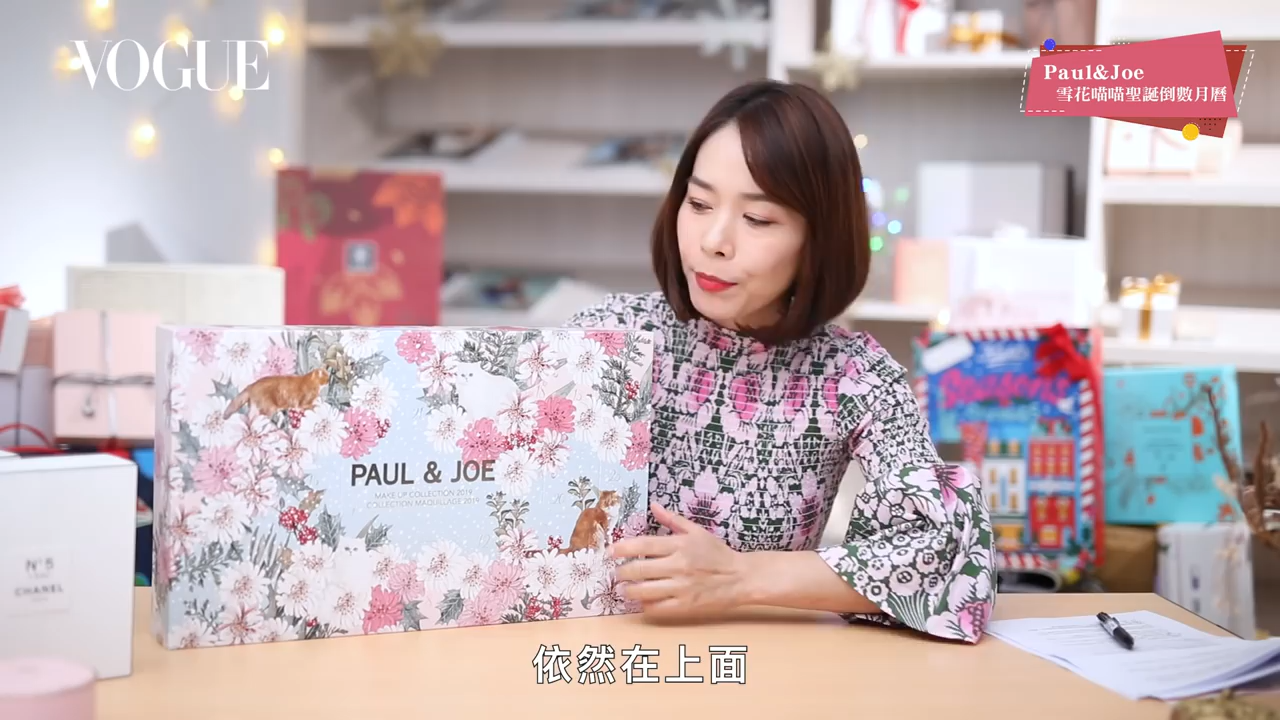 VOGUE
Paul&Joe
雪花喵喵聖誕倒數月曆
PAUL & JOE
MAKE UP COLLECTION 2019
COLLECTION MAQUILLAGE 2019
N°5
CHANEL
依然在上面